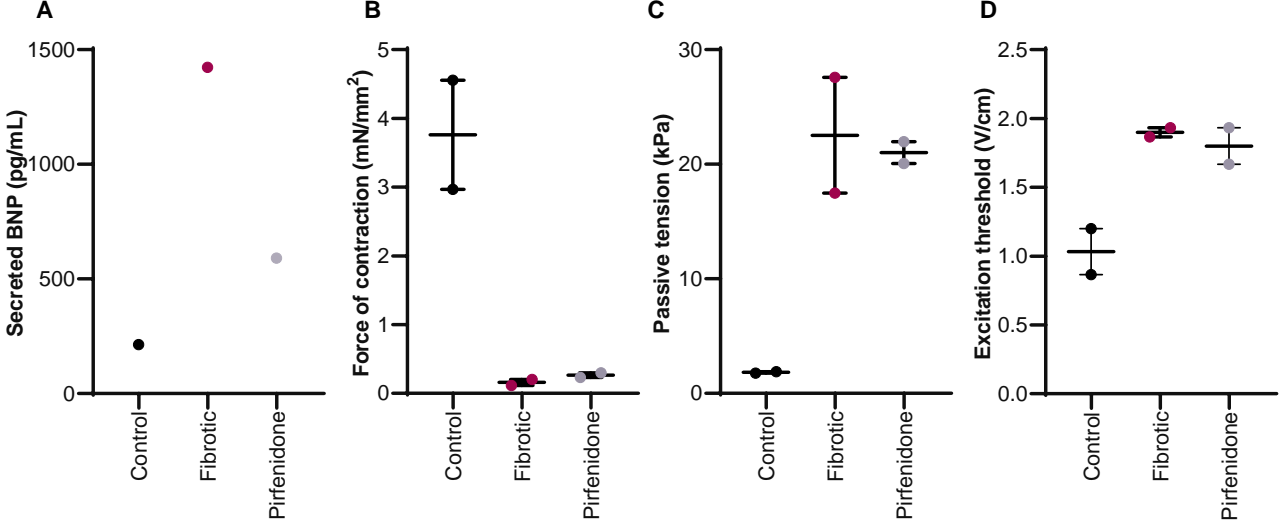 A
Secreted BNP (pg/mL)
1500
1000
500
0
Control
Fibrotic
Pirfenidone
B
Force of contraction (mN/mm²)
5
4
3
2
1
0
Control
Fibrotic
Pirfenidone
C
Passive tension (kPa)
30
20
10
0
Control
Fibrotic
Pirfenidone
D
Excitation threshold (V/cm)
2.5
2.0
1.5
1.0
0.5
0.0
Control
Fibrotic
Pirfenidone